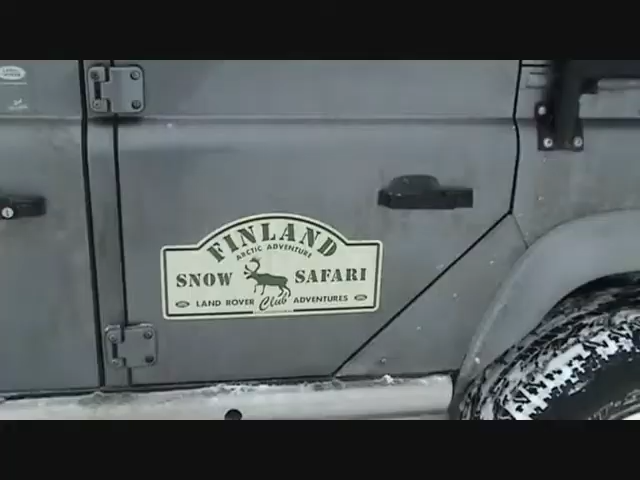 FINLAND
ARCTIC ADVENTURE
SNOW SAFARI
LAND ROVER Club ADVENTURES